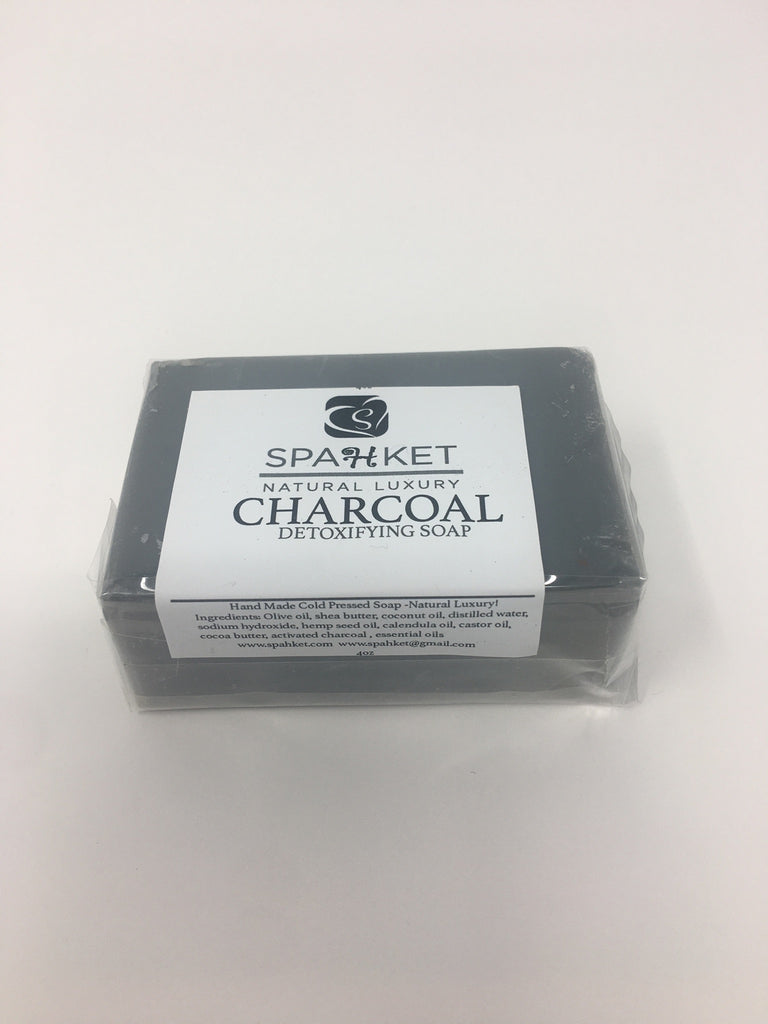 4oz
S
SPAHKET
NATURAL LUXURY
CHARCOAL
DETOXIFYING SOAP
Hand Made Cold Pressed Soap -Natural Luxury!
Ingredients: Olive oil, shea butter, coconut oil, distilled water,
sodium hydroxide, hemp seed oil, calendula oil, castor oil,
cocoa butter, activated charcoal , essential oils
www.spahket.com www.spahket@gmail.com
4oz